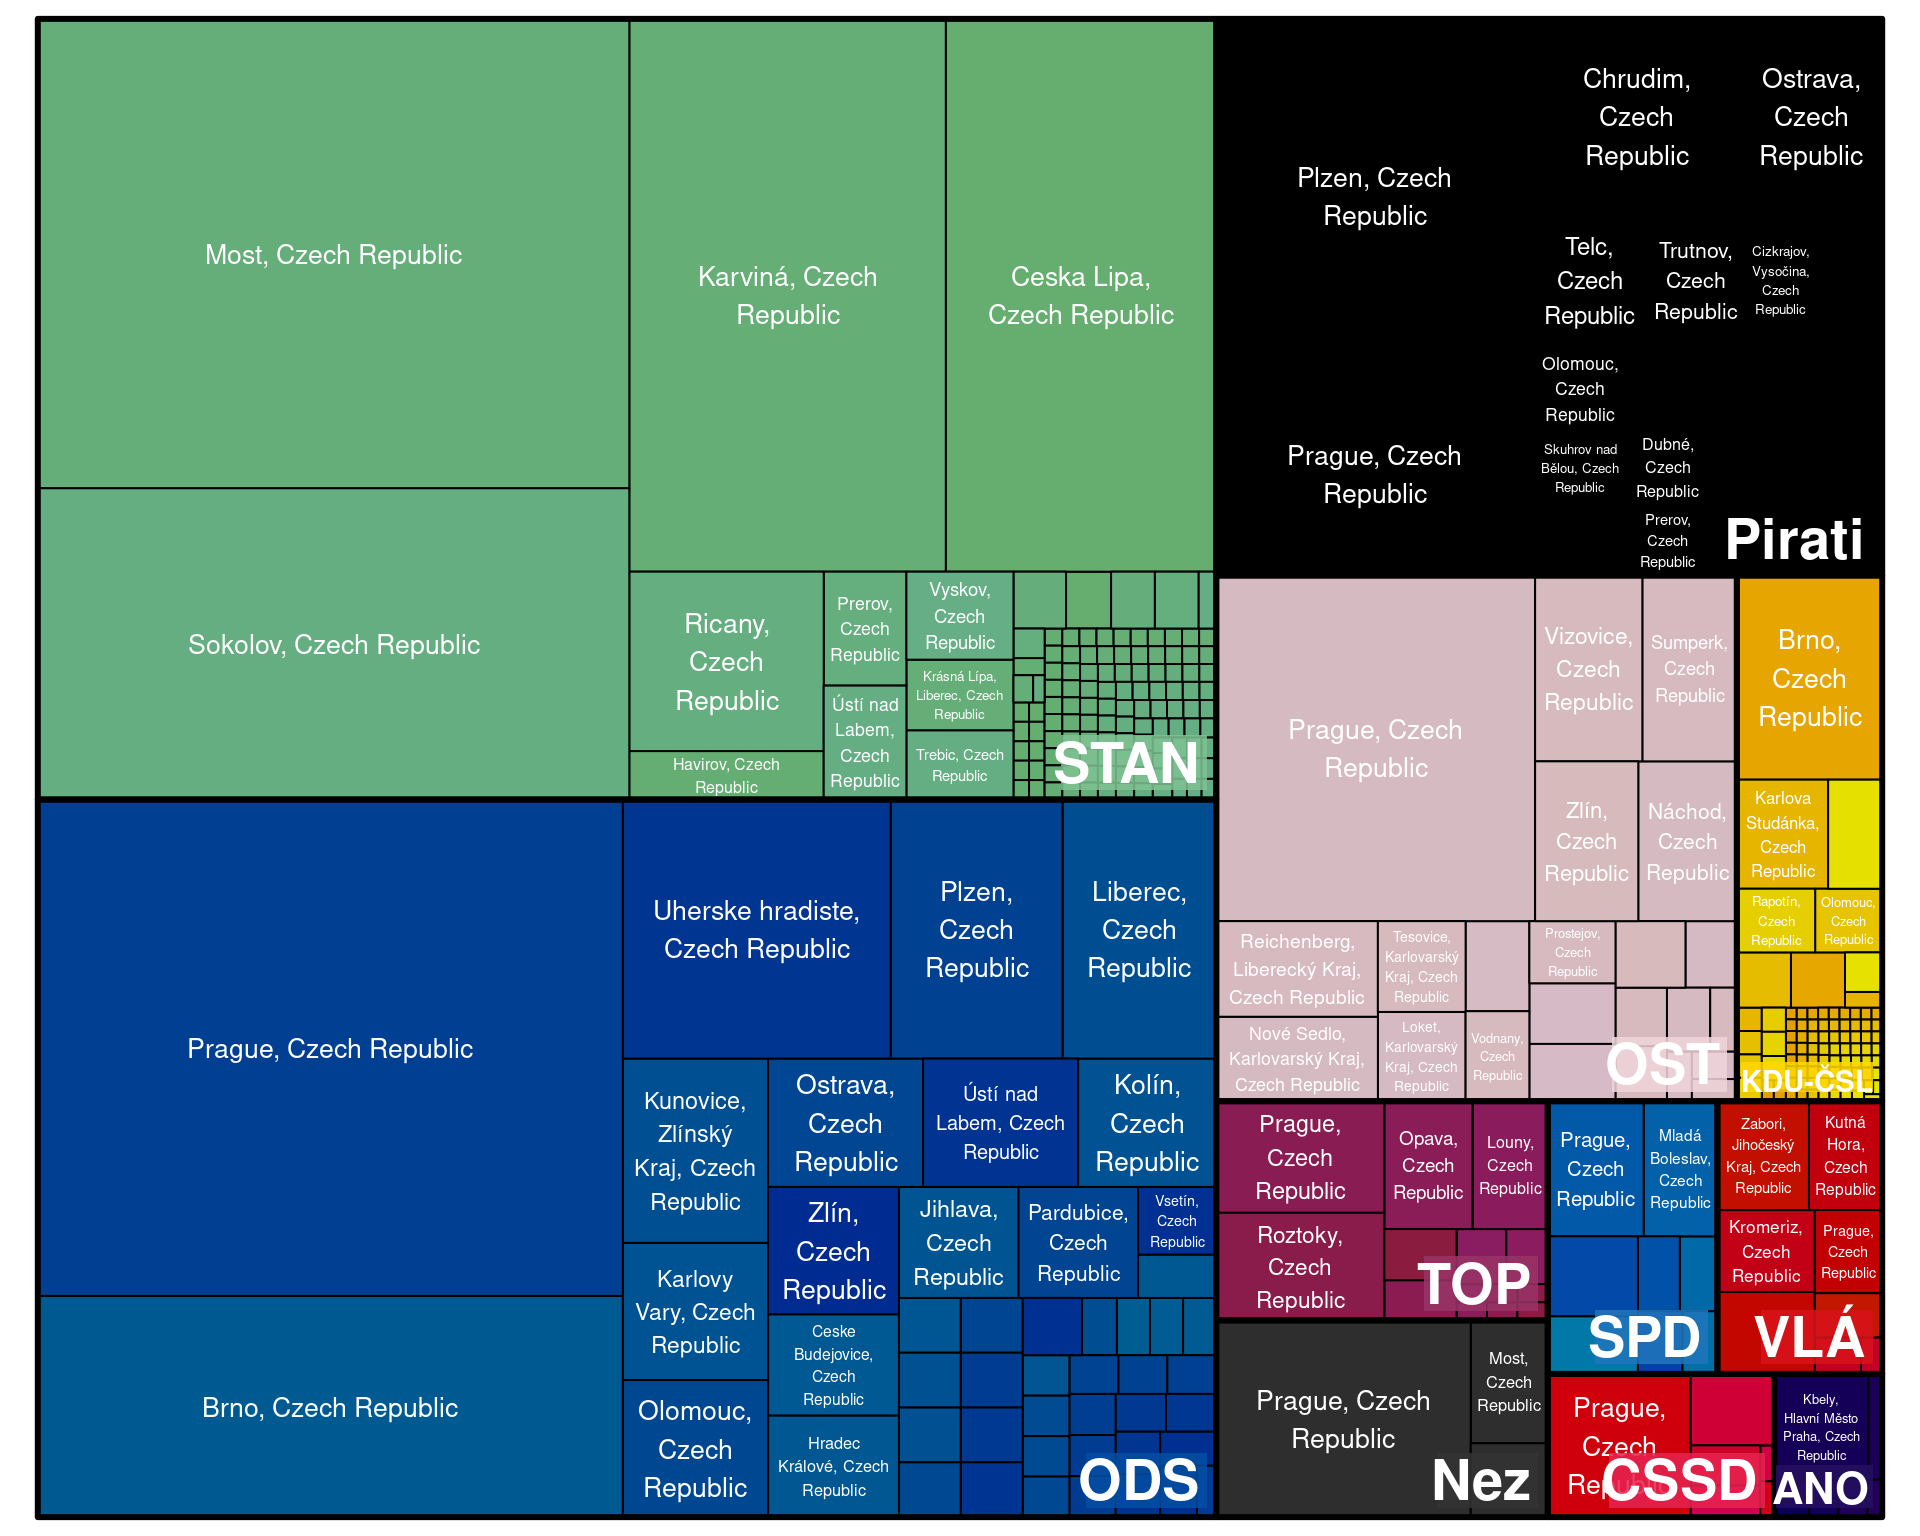 Most, Czech Republic
Sokolov, Czech Republic
Karviná, Czech
Republic
Ceska Lipa,
Czech Republic
Ricany,
Czech
Republic
Havirov, Czech
Republic
Prerov,
Czech
Republic
Ústí nad
Labem,
Czech
Republic
Vyskov,
Czech
Republic
Krásná Lípa,
Liberec, Czech
Republic
Trebic, Czech
Republic
STAN
Plzen, Czech
Republic
Prague, Czech
Republic
Chrudim,
Czech
Republic
Ostrava,
Czech
Republic
Telc,
Czech
Republic
Trutnov,
Czech
Republic
Cizkrajov,
Vysočina,
Czech
Republic
Olomouc,
Czech
Republic
Skuhrov nad
Bělou, Czech
Republic
Dubné,
Czech
Republic
Prerov,
Czech
Republic
Pirati
Prague, Czech Republic
Brno, Czech Republic
Uherske hradiste,
Czech Republic
Plzen,
Czech
Republic
Liberec,
Czech
Republic
Kunovice,
Zlínský
Kraj, Czech
Republic
Karlovy
Vary, Czech
Republic
Olomouc,
Czech
Republic
Ostrava,
Czech
Republic
Ústí nad
Labem, Czech
Republic
Kolín,
Czech
Republic
Zlín,
Czech
Republic
Ceske
Budejovice,
Czech
Republic
Hradec
Králové, Czech
Republic
Jihlava,
Czech
Republic
Pardubice,
Czech
Republic
Vsetín,
Czech
Republic
ODS
Prague, Czech
Republic
Vizovice,
Czech
Republic
Sumperk,
Czech
Republic
Zlín,
Czech
Republic
Náchod,
Czech
Republic
Reichenberg,
Liberecký Kraj,
Czech Republic
Nové Sedlo,
Karlovarský Kraj,
Czech Republic
Tesovice,
Karlovarský
Kraj, Czech
Republic
Loket,
Karlovarský
Kraj, Czech
Republic
Vodnany,
Czech
Republic
Prostejov,
Czech
Republic
OST
Brno,
Czech
Republic
Karlova
Studánka,
Czech
Republic
Rapotín,
Czech
Republic
Olomouc,
Czech
Republic
KDU-ČSL
Prague,
Czech
Republic
Roztoky,
Czech
Republic
Opava,
Czech
Republic
Louny,
Czech
Republic
TOP
Prague,
Czech
Republic
Mladá
Boleslav,
Czech
Republic
SPD
Zabori,
Jihočeský
Kraj, Czech
Republic
Kutná
Hora,
Czech
Republic
Kromeriz,
Czech
Republic
Prague,
Czech
Republic
VLÁ
Prague, Czech
Republic
Most,
Czech
Republic
Nez
Prague,
Czech
Republic
CSSD
Kbely,
Hlavní Město
Praha, Czech
Republic
ANO